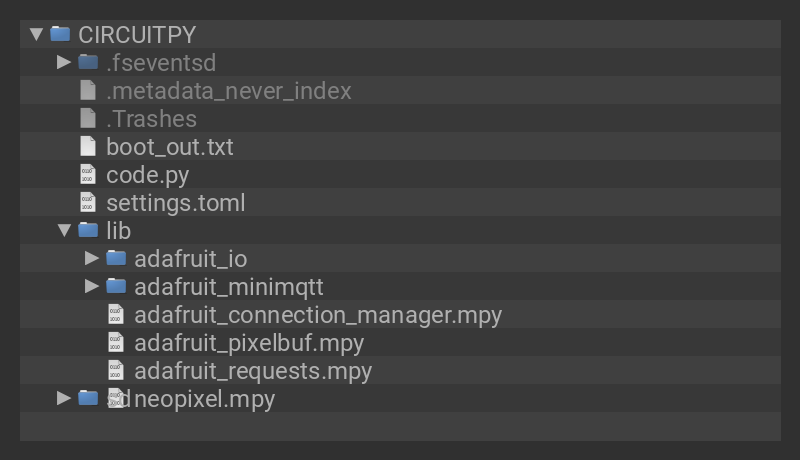 CIRCUITPY
.fseventsd
.metadata_never_index
.Trashes
boot_out.txt
code.py
settings.toml
lib
adafruit_io
adafruit_minimqtt
adafruit_connection_manager.mpy
adafruit_pixelbuf.mpy
adafruit_requests.mpy
sd neopixel.mpy